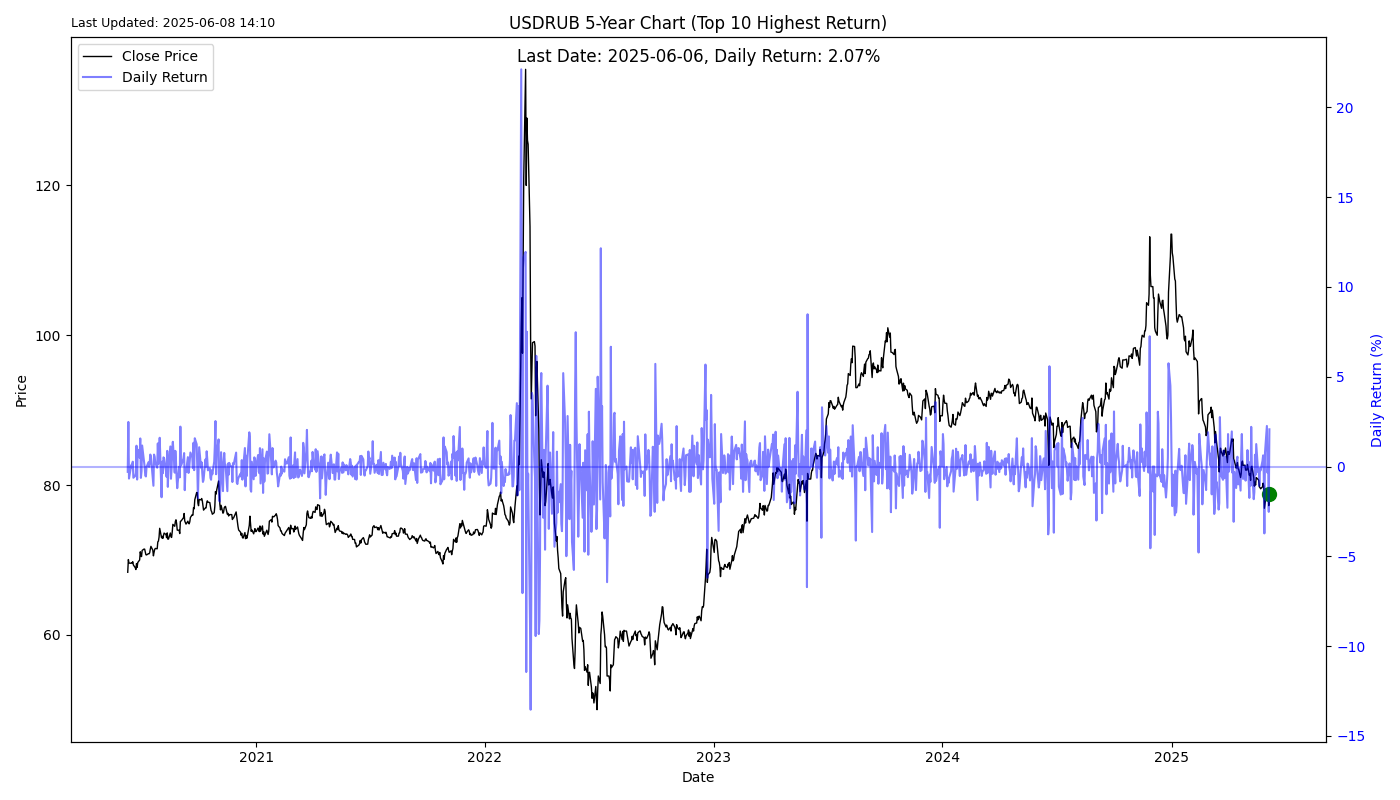 Last Updated: 2025-06-08 14:10
USDRUB 5-Year Chart (Top 10 Highest Return)
Last Date: 2025-06-06, Daily Return: 2.07%
Close Price
Daily Return
120
100
80
60
Price
20
15
10
5
0
−5
−10
−15
Daily Return (%)
2021
2022
2023
2024
2025
Date